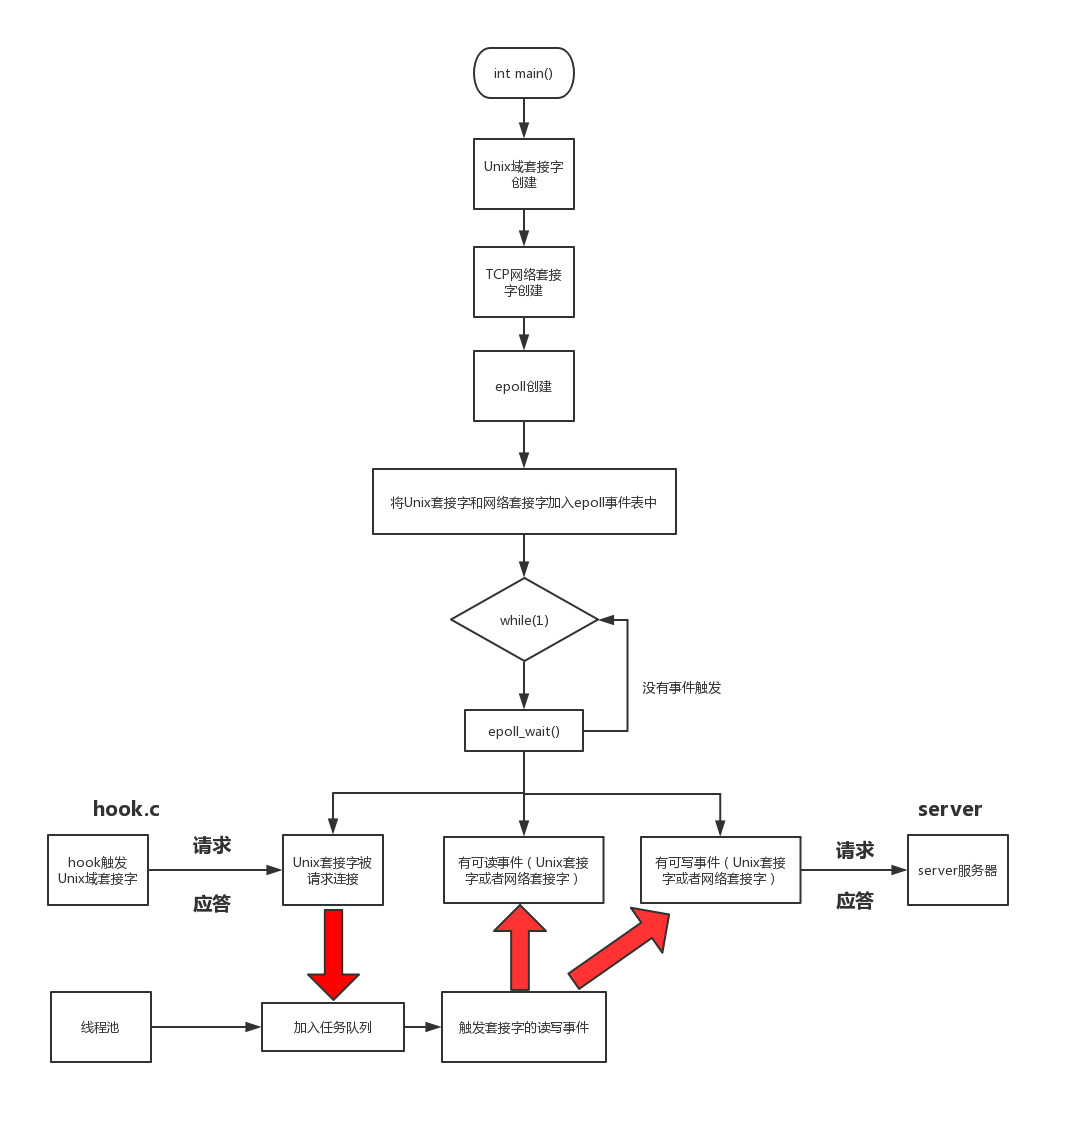 int main()
Unix域套接字
创建
TCP网络套接
字创建
epoll创建
将Unix套接字和网络套接字加入epoll事件表中
while(1)
没有事件触发
epoll_wait()
hook.c
server
hook触发
Unix域套接字
请求
应答
Unix套接字被
请求连接
有可读事件（Unix套接
字或者网络套接字）
有可写事件（Unix套接
字或者网络套接字）
请求
应答
server服务器
线程池
加入任务队列
触发套接字的读写事件